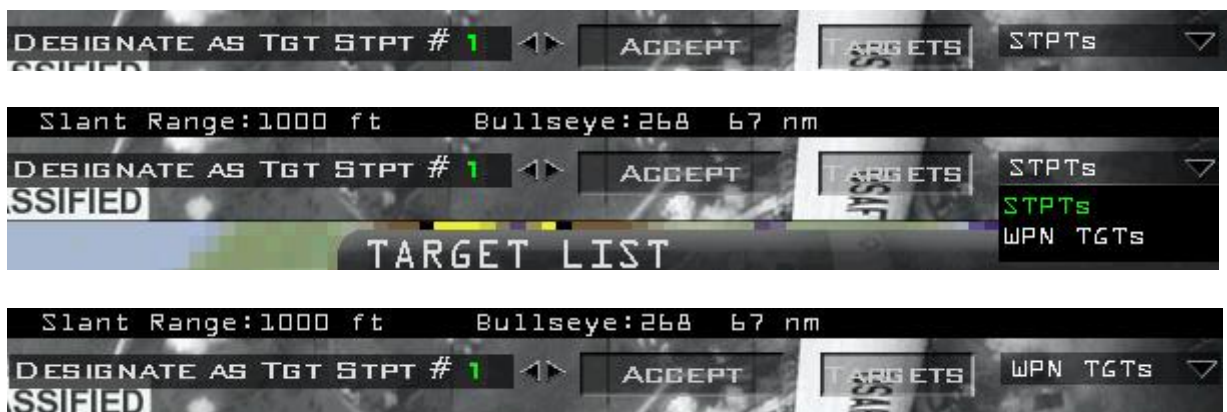 DESIGNATE AS TGT STPT # 1 ACCEPT TARGETS STPTs
SSIFIED
Slant Range:1000 ft Bullseye:268 67 nm
DESIGNATE AS TGT STPT # 1 ACCEPT TARGETS STPTs
SSIFIED STPTs
WPN TGTs
TARGET LIST
Slant Range:1000 ft Bullseye:268 67 nm
DESIGNATE AS TGT STPT # 1 ACCEPT TARGETS WPN TGTs
SSIFIED